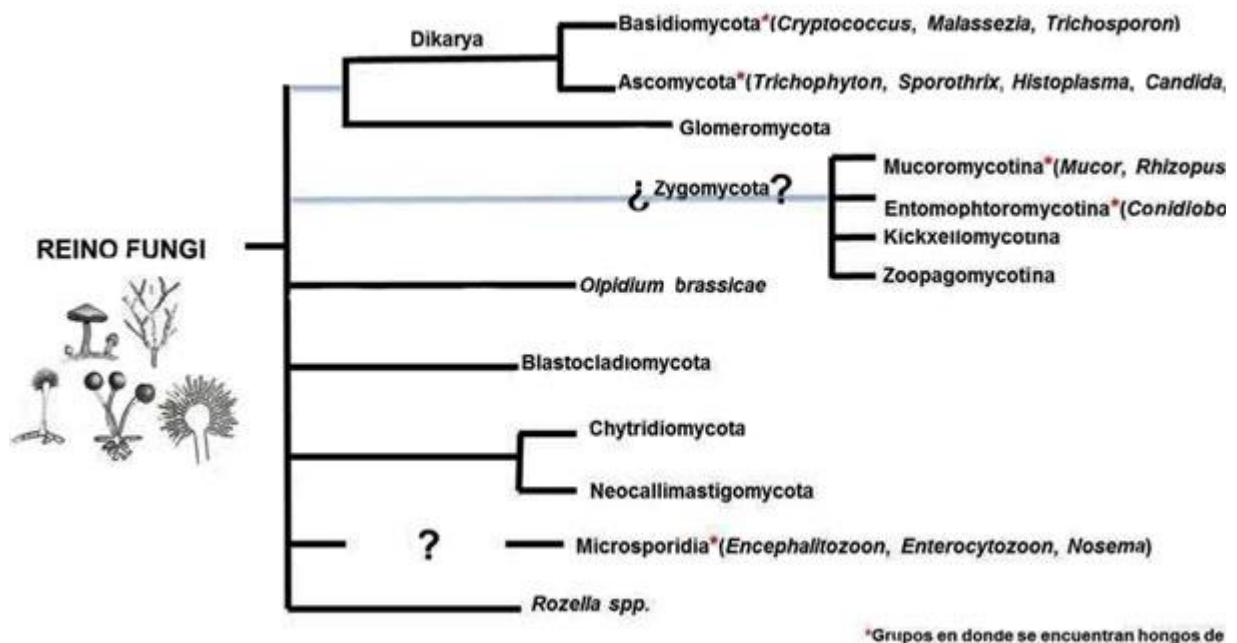 Basidiomycota*(Cryptococcus, Malassezia, Trichosporon)
Dikarya
Ascomycota*(Trichophyton, Sporothrix, Histoplasma, Candida,
Glomeromycota
Mucoromycotina*(Mucor, Rhizopus
¿ Zygomycota?
Entomophtoromycotina*(Conidiobo
Kickxellomycotina
REINO FUNGI
Zoopagomycotina
Olpidium brassicae
Blastocladiomycota
Chytridiomycota
Neocallimastigomycota
? Microsporidia*(Encephalitozoon, Enterocytozoon, Nosema)
Rozella spp.
*Grupos en donde se encuentran hongos de